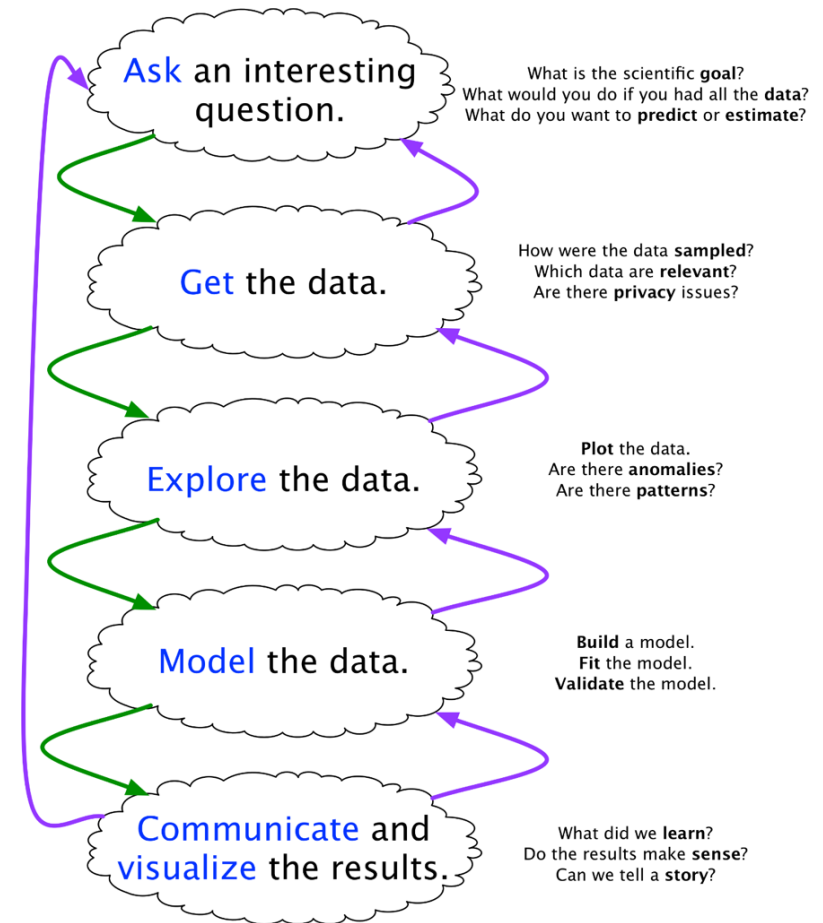 Ask an interesting
question.
What is the scientific goal?
What would you do if you had all the data?
What do you want to predict or estimate?
Get the data.
How were the data sampled?
Which data are relevant?
Are there privacy issues?
Explore the data.
Plot the data.
Are there anomalies?
Are there patterns?
Model the data.
Build a model.
Fit the model.
Validate the model.
Communicate and
visualize the results.
What did we learn?
Do the results make sense?
Can we tell a story?